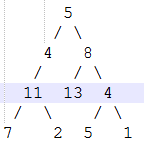 5
/ \
4 8
/ / \
11 13 4
/ \ / \
7 2 5 1